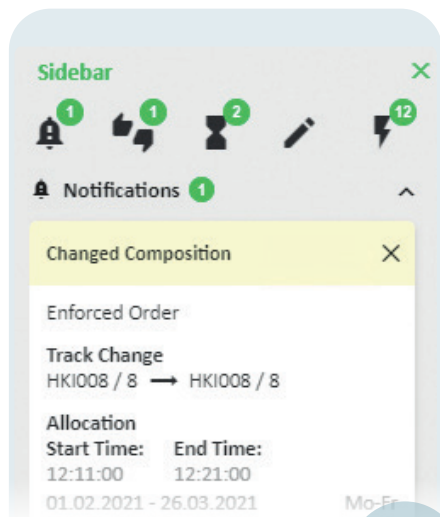 Sidebar
1 1 2 12
Notifications 1
Changed Composition
Enforced Order
Track Change
HKI008 / 8 → HKI008 / 8
Allocation
Start Time: End Time:
12:11:00 12:21:00
01.02.2021 - 26.03.2021 Mo-Fr